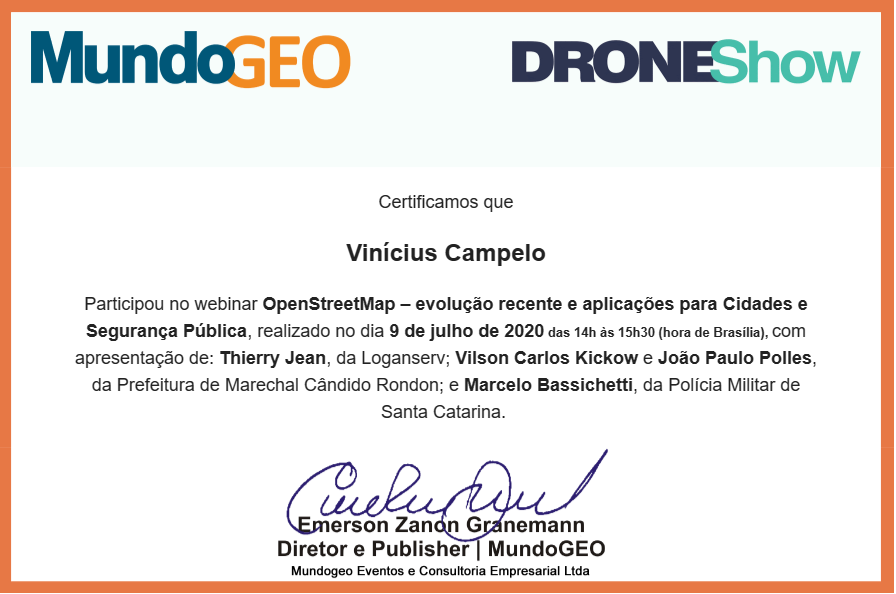 MundoGEO DRONEShow
Certificamos que
Vinícius Campelo
Participou no webinar OpenStreetMap – evolução recente e aplicações para Cidades e
Segurança Pública, realizado no dia 9 de julho de 2020 das 14h às 15h30 (hora de Brasília), com
apresentação de: Thierry Jean, da Loganserv; Vilson Carlos Kickow e João Paulo Polles,
da Prefeitura de Marechal Cândido Rondon; e Marcelo Bassichetti, da Polícia Militar de
Santa Catarina.
Emerson Zanon Granemann
Diretor e Publisher | MundoGEO
Mundogeo Eventos e Consultoria Empresarial Ltda